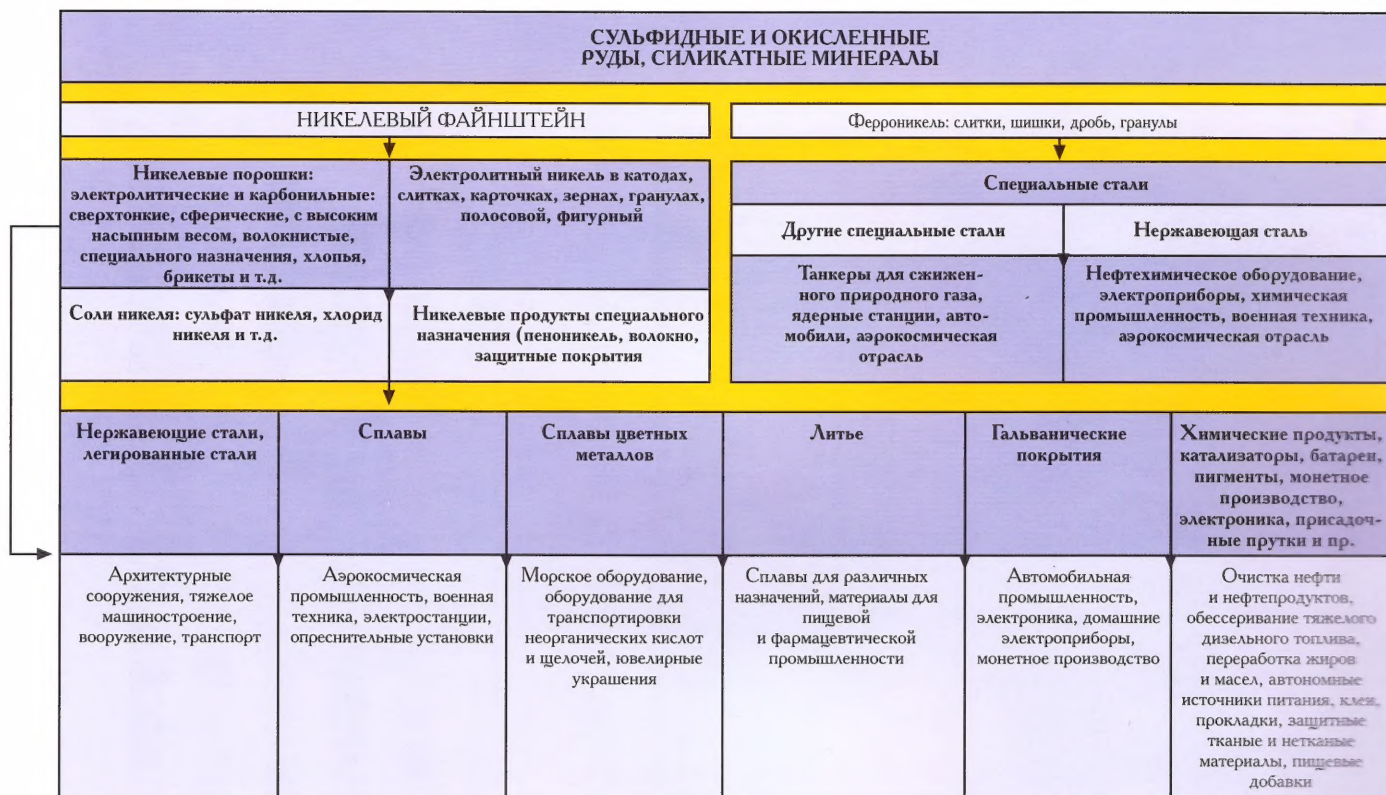 СУЛЬФИДНЫЕ И ОКИСЛЕННЫЕ
РУДЫ, СИЛИКАТНЫЕ МИНЕРАЛЫ
НИКЕЛЕВЫЙ ФАЙНШТЕЙН
Ферроникель: слитки, шишки, дробь, гранулы
Никелевые порошки:
электролитические и карбонильные:
сверхтонкие, сферические, с высоким
насыпным весом, волокнистые,
специального назначения, хлопья,
брикеты и т.д.
Электролитный никель в катодах,
слитках, карточках, зернах, гранулах,
полосовой, фигурный
Соли никеля: сульфат никеля, хлорид
никеля и т.д.
Никелевые продукты специального
назначения (пеноникель, волокно,
защитные покрытия
Специальные стали
Другие специальные стали
Нержавеющая сталь
Танкеры для сжижен-
ного природного газа,
ядерные станции, авто-
мобили, аэрокосмическая
отрасль
Нефтехимическое оборудование,
электроприборы, химическая
промышленность, военная техника,
аэрокосмическая отрасль
Нержавеющие стали,
легированные стали
Сплавы
Сплавы цветных
металлов
Литье
Гальванические
покрытия
Химические продукты,
катализаторы, батареи,
пигменты, монетное
производство,
электроника, присадоч-
ные прутки и пр.
Архитектурные
сооружения, тяжелое
машиностроение,
вооружение, транспорт
Аэрокосмическая
промышленность, военная
техника, электростанции,
опреснительные установки
Морское оборудование,
оборудование для
транспортировки
неорганических кислот
и щелочей, ювелирные
украшения
Сплавы для различных
назначений, материалы для
пищевой
и фармацевтической
промышленности
Автомобильная
промышленность,
электроника, домашние
электроприборы,
монетное производство
Очистка нефти
и нефтепродуктов,
обессеривание тяжелого
дизельного топлива,
переработка жиров
и масел, автономные
источники питания, клеи,
прокладки, защитные
тканые и нетканые
материалы, пищевые
добавки